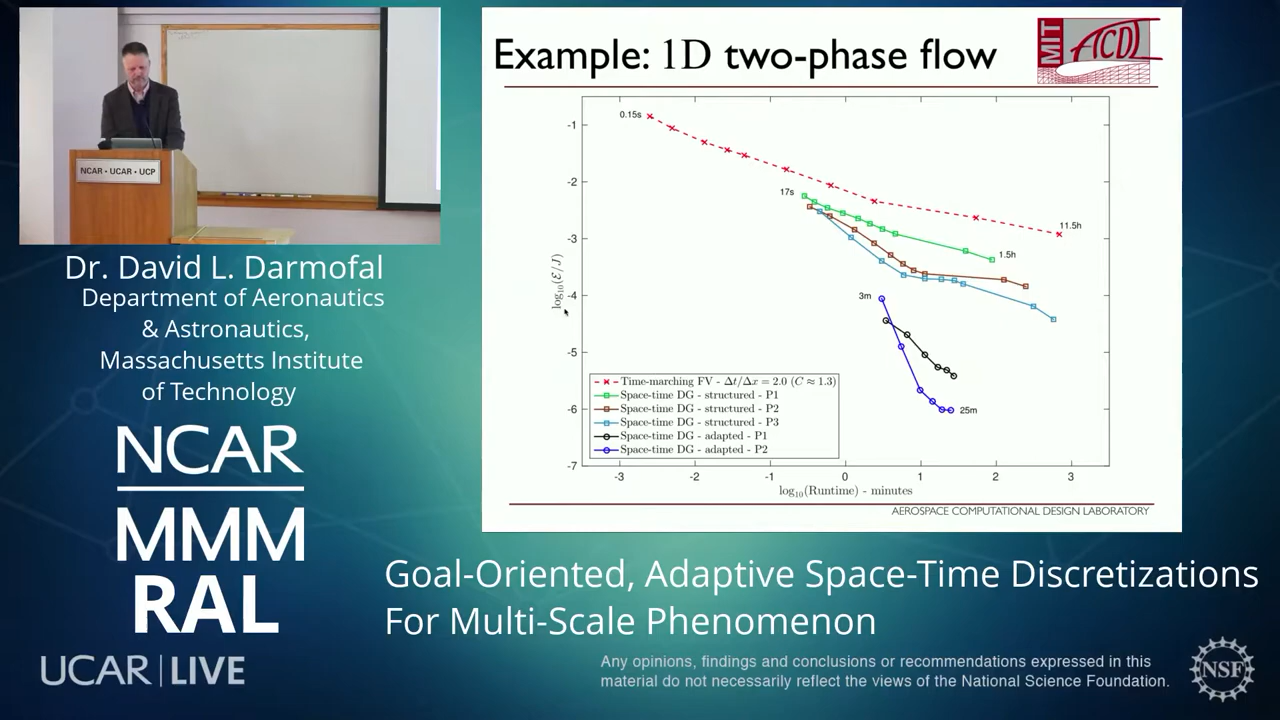 NCAR • UCAR • UCP
Dr. David L. Darmofal
Department of Aeronautics
& Astronautics,
Massachusetts Institute
of Technology
NCAR
MMM
RAL
UCAR | LIVE
Example: 1D two-phase flow
MIT
ACDL
-1
-2
-3
-4
-5
-6
-7
log10(ℰ/J)
0.15s
17s
11.5h
1.5h
3m
25m
Time-marching FV - Δt/Δx = 2.0 (C ≈ 1.3)
Space-time DG - structured - P1
Space-time DG - structured - P2
Space-time DG - structured - P3
Space-time DG - adapted - P1
Space-time DG - adapted - P2
-3 -2 -1 0 1 2 3
log10(Runtime) - minutes
AEROSPACE COMPUTATIONAL DESIGN LABORATORY
Goal-Oriented, Adaptive Space-Time Discretizations
For Multi-Scale Phenomenon
Any opinions, findings and conclusions or recommendations expressed in this
material do not necessarily reflect the views of the National Science Foundation.
NSF